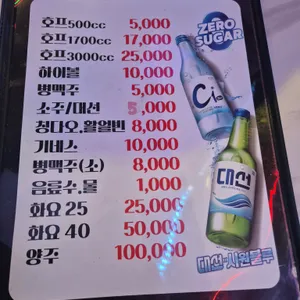 호프500cc 5,000
호프1700cc 17,000
호프3000cc 25,000
하이볼 10,000
병맥주 5,000
소주/대선 5,000
칭다오,왈엘빈 8,000
기네스 10,000
병맥주(소) 8,000
음료수,물 1,000
화요 25 25,000
화요 40 50,000
양주 100,000
ZERO
SUGAR
C1
대선
대선·시원블루